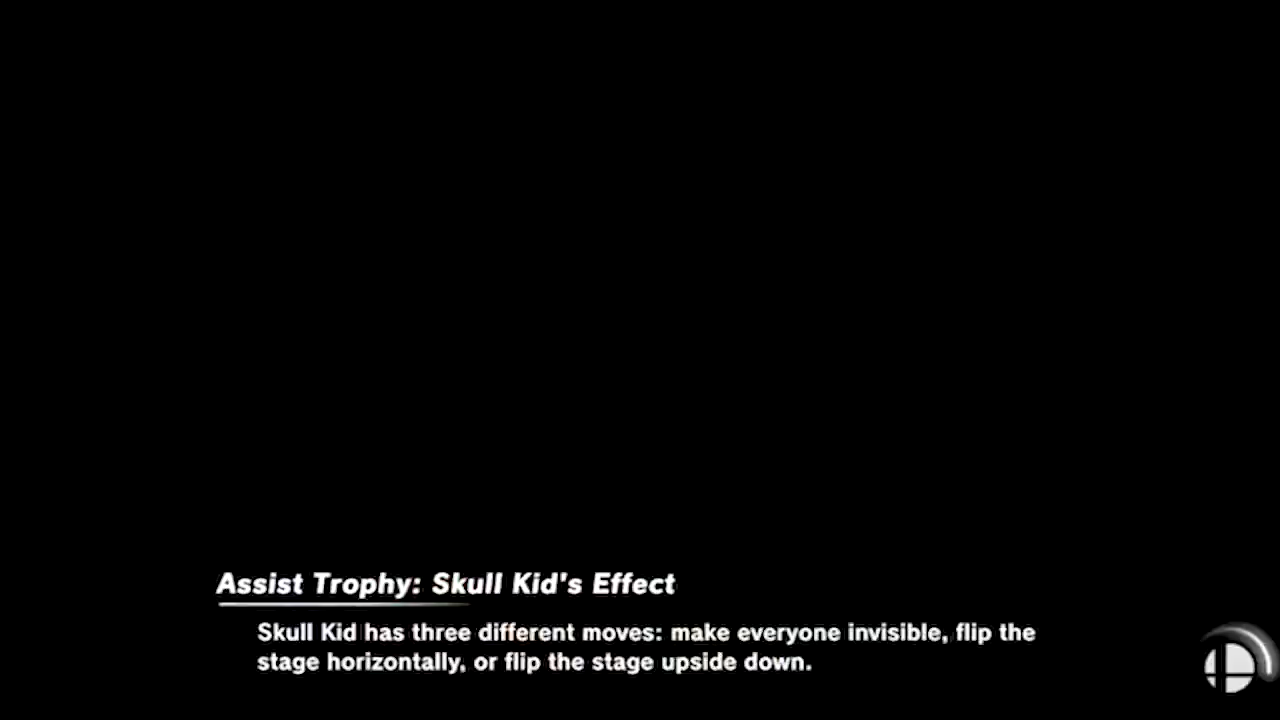 Assist Trophy: Skull Kid's Effect
Skull Kid has three different moves: make everyone invisible, flip the
stage horizontally, or flip the stage upside down.